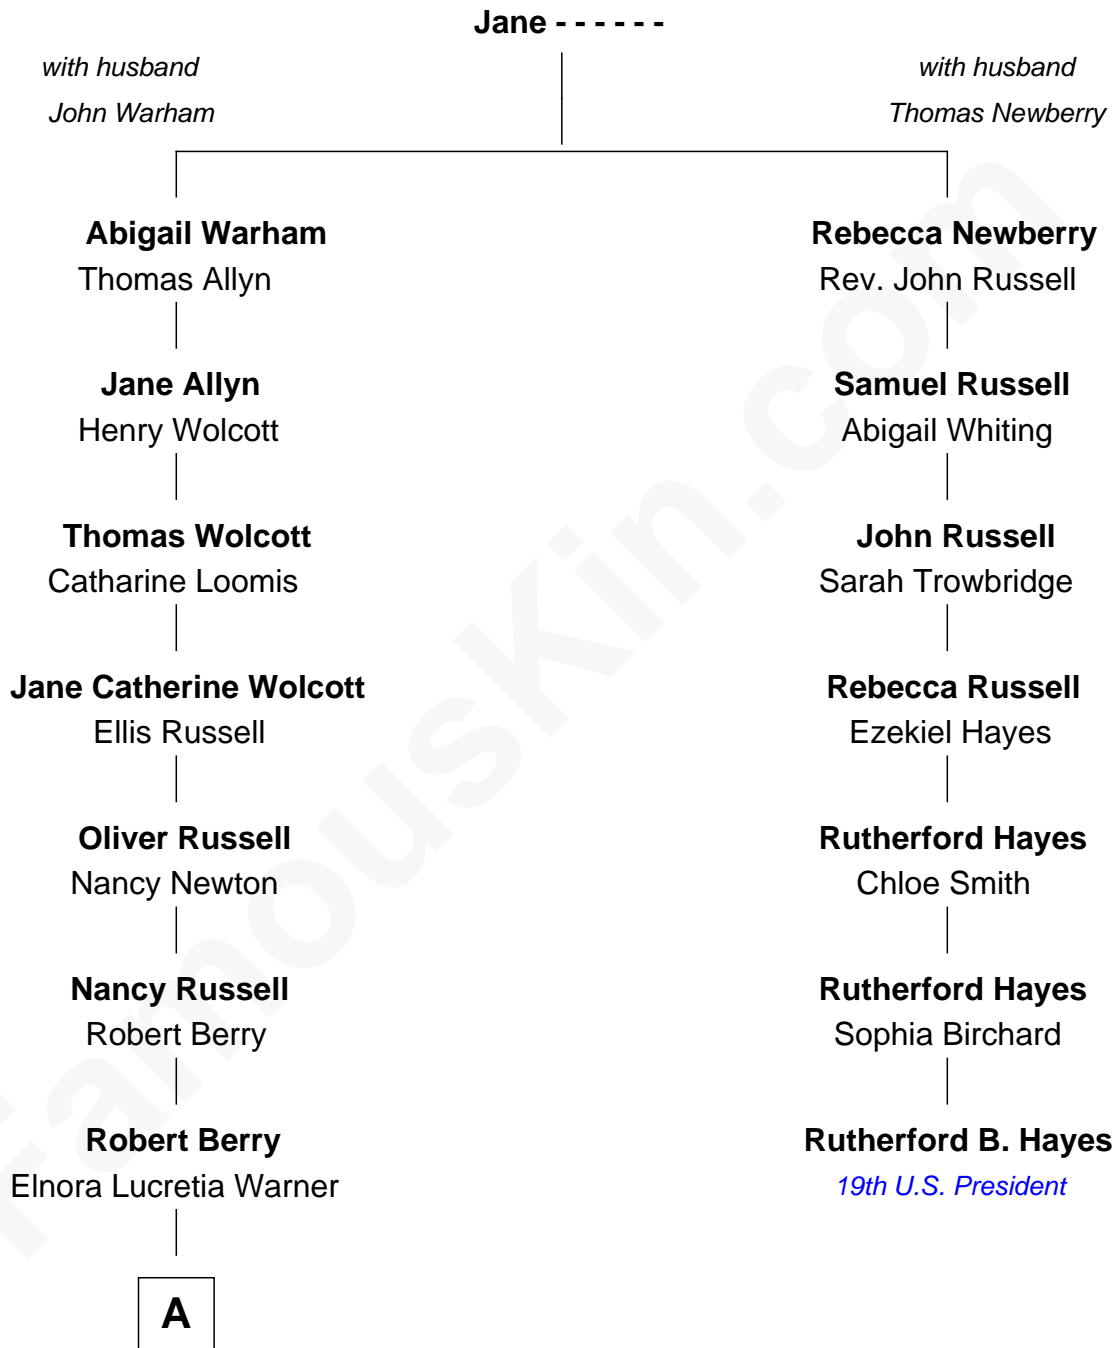 Jane - - - - - -
with husband
John Warham
with husband
Thomas Newberry
Abigail Warham
Thomas Allyn
Rebecca Newberry
Rev. John Russell
Jane Allyn
Henry Wolcott
Samuel Russell
Abigail Whiting
Thomas Wolcott
Catharine Loomis
John Russell
Sarah Trowbridge
Jane Catherine Wolcott
Ellis Russell
Rebecca Russell
Ezekiel Hayes
Oliver Russell
Nancy Newton
Rutherford Hayes
Chloe Smith
Nancy Russell
Robert Berry
Rutherford Hayes
Sophia Birchard
Robert Berry
Elnora Lucretia Warner
Rutherford B. Hayes
19th U.S. President
A
FamousKin.com